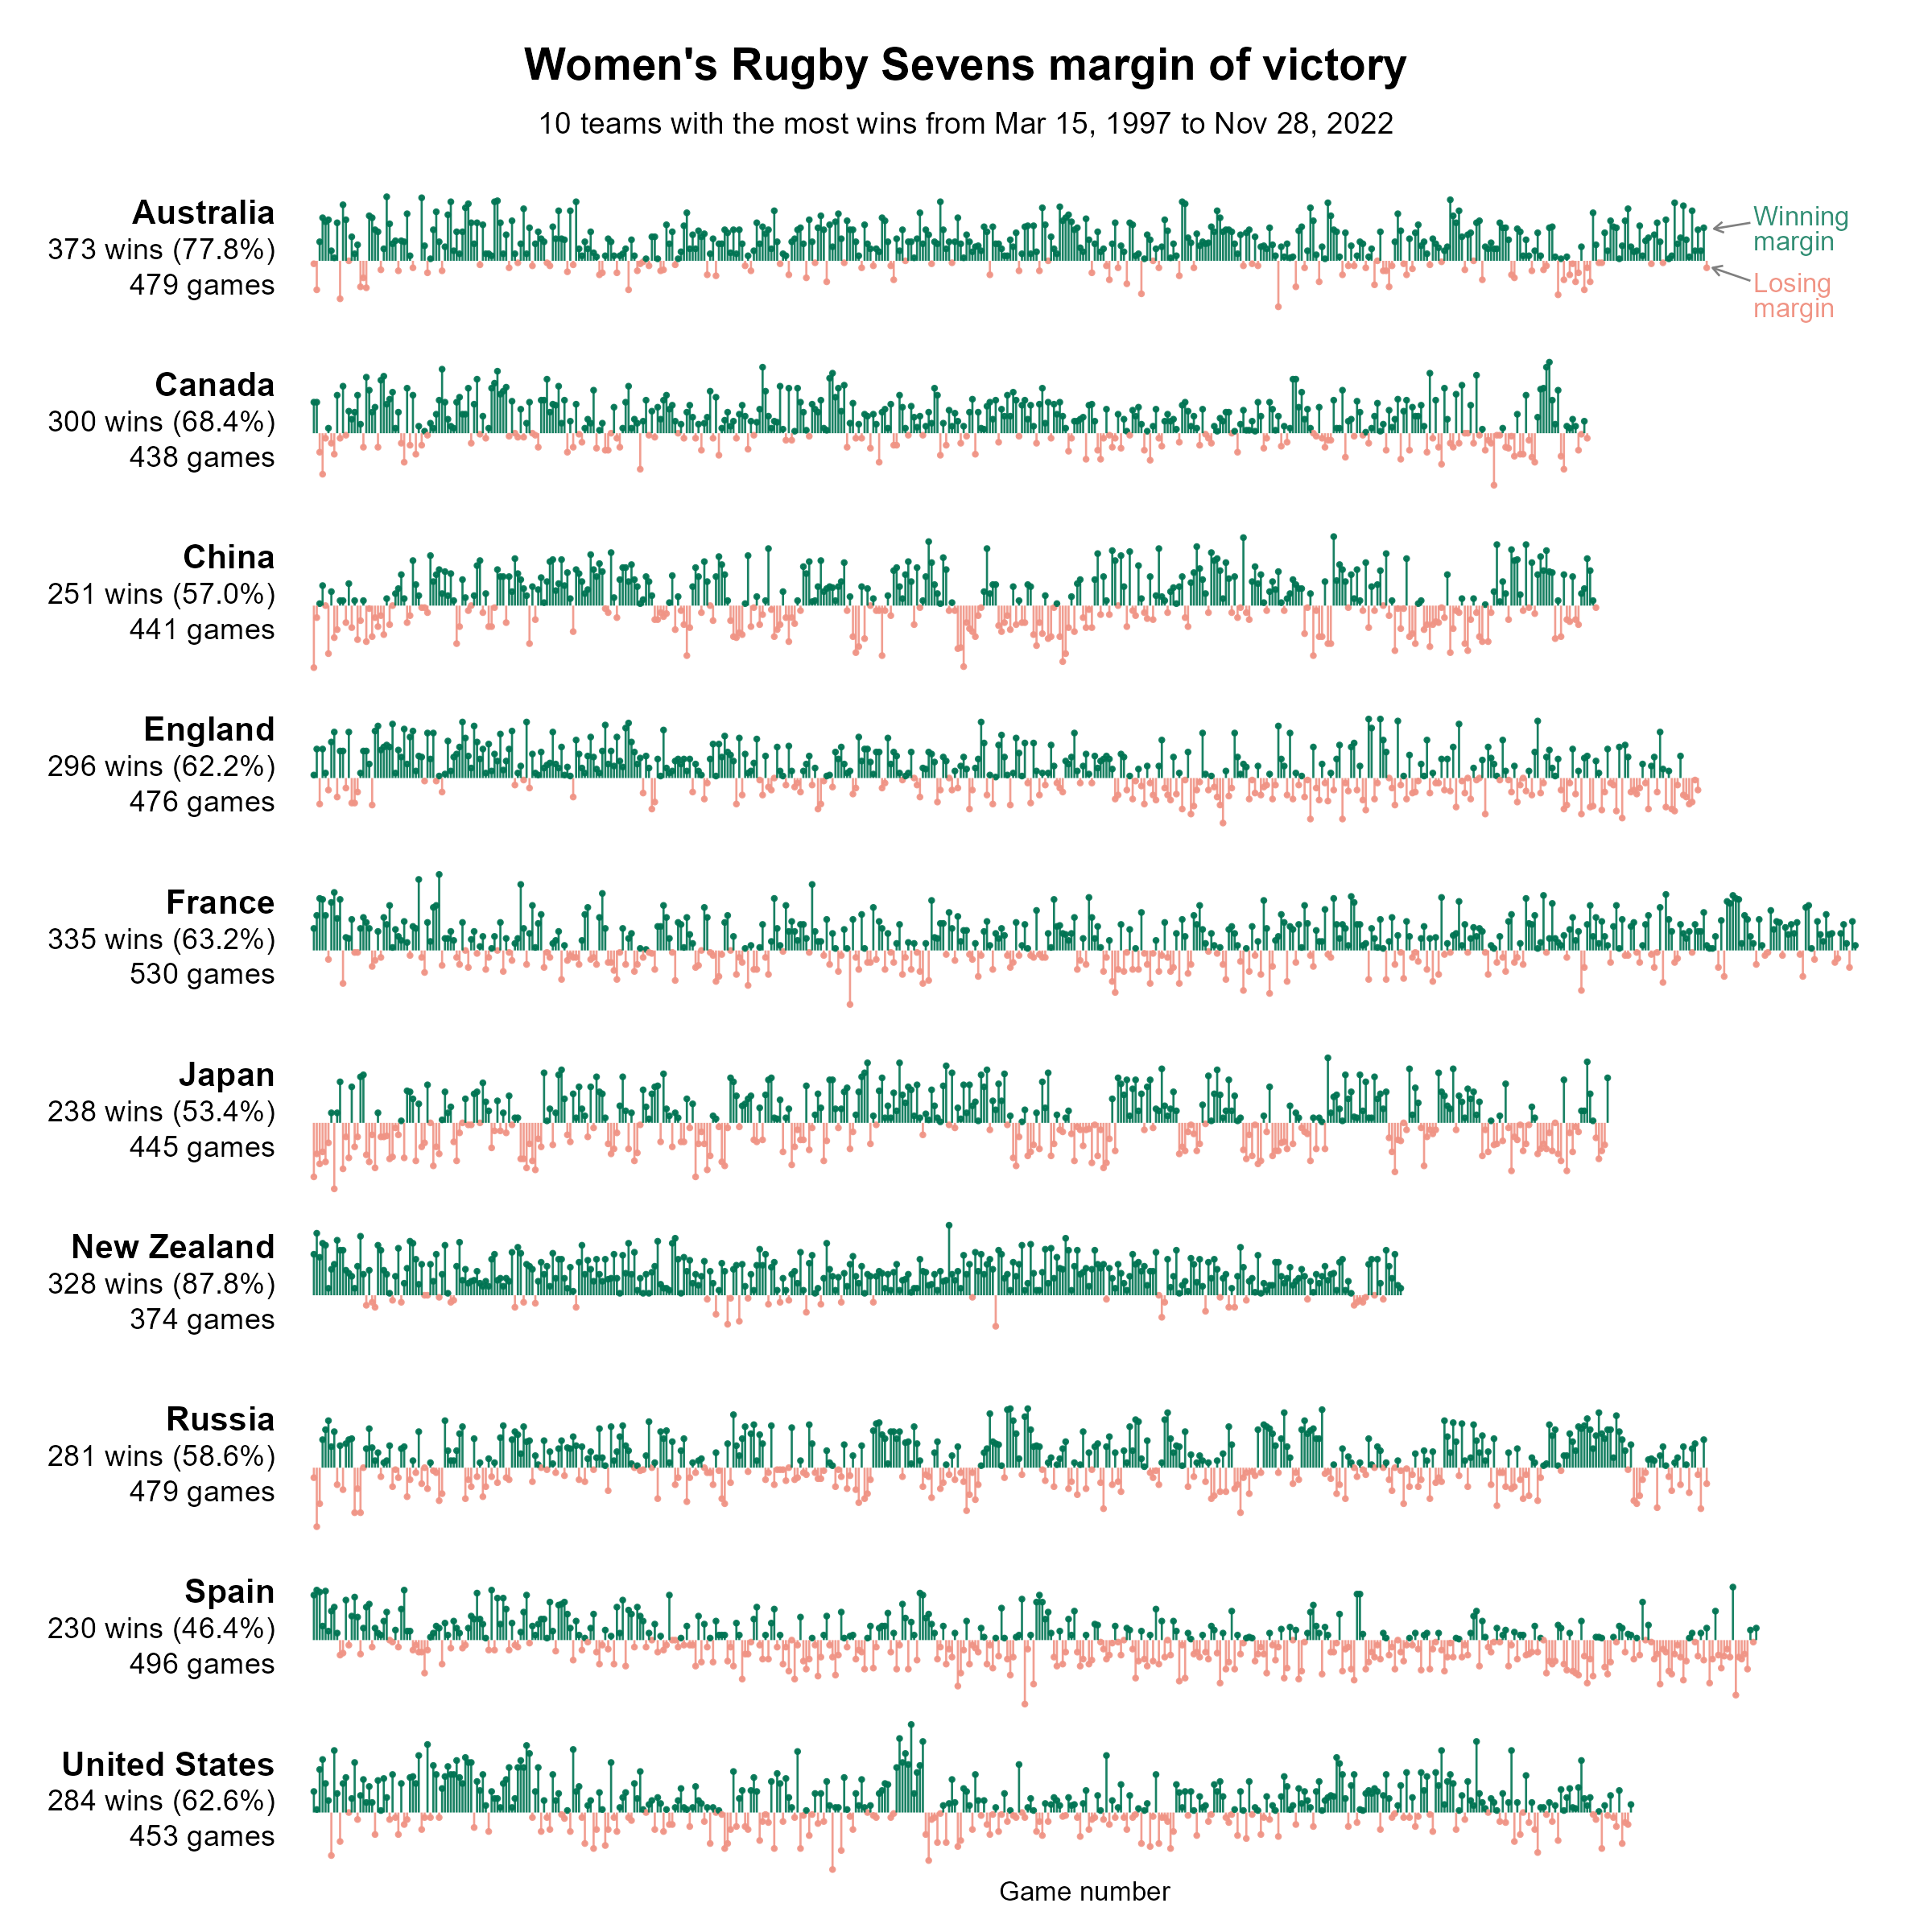 Women's Rugby Sevens margin of victory
10 teams with the most wins from Mar 15, 1997 to Nov 28, 2022
Australia
373 wins (77.8%)
479 games
Winning
margin
Losing
margin
Canada
300 wins (68.4%)
438 games
China
251 wins (57.0%)
441 games
England
296 wins (62.2%)
476 games
France
335 wins (63.2%)
530 games
Japan
238 wins (53.4%)
445 games
New Zealand
328 wins (87.8%)
374 games
Russia
281 wins (58.6%)
479 games
Spain
230 wins (46.4%)
496 games
United States
284 wins (62.6%)
453 games
Game number